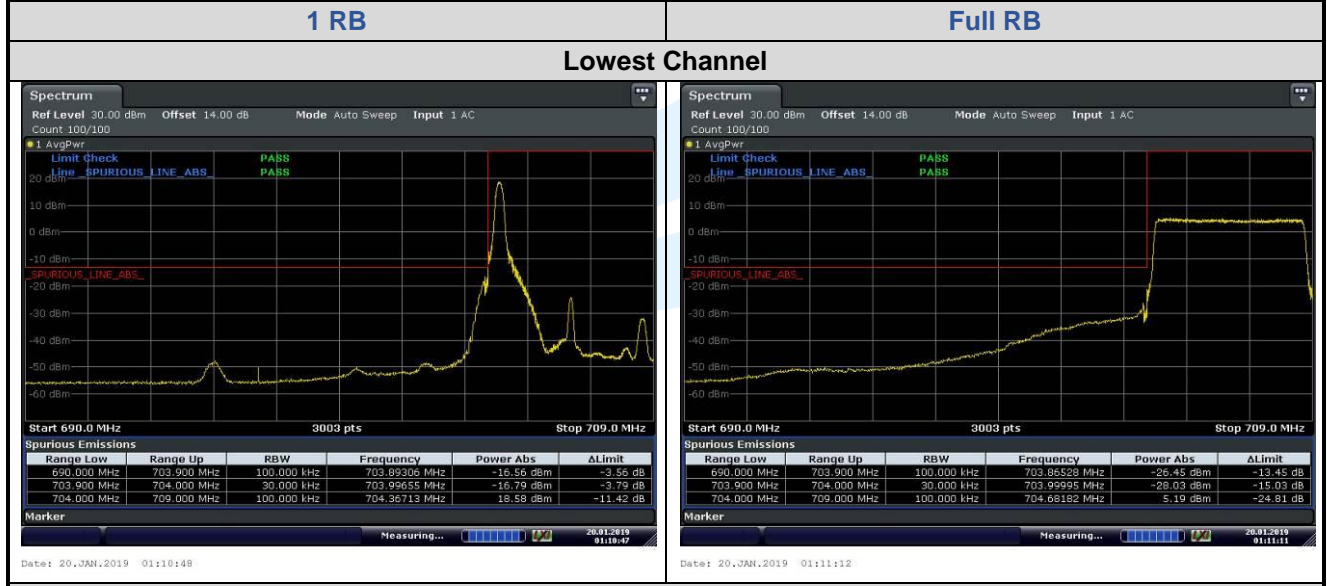 1 RB
Full RB
Lowest Channel
Spectrum
Ref Level 30.00 dBm Offset 14.00 dB Mode Auto Sweep Input 1 AC
Count 100/100
1 AvgPwr
Limit Check PASS
Line _SPURIOUS_LINE_ABS_ PASS
20 dBm
10 dBm
0 dBm
-10 dBm
_SPURIOUS_LINE_ABS_
-20 dBm
-30 dBm
-40 dBm
-50 dBm
-60 dBm
Start 690.0 MHz 3003 pts Stop 709.0 MHz
Spurious Emissions
Range Low Range Up RBW Frequency Power Abs ΔLimit
690.000 MHz 703.900 MHz 100.000 kHz 703.89306 MHz -16.56 dBm -3.56 dB
703.900 MHz 704.000 MHz 30.000 kHz 703.99655 MHz -16.79 dBm -3.79 dB
704.000 MHz 709.000 MHz 100.000 kHz 704.36713 MHz 18.58 dBm -11.42 dB
Marker
Measuring... 20.01.2019
01:10:47
Date: 20.JAN.2019 01:10:48
Spectrum
Ref Level 30.00 dBm Offset 14.00 dB Mode Auto Sweep Input 1 AC
Count 100/100
1 AvgPwr
Limit Check PASS
Line _SPURIOUS_LINE_ABS_ PASS
20 dBm
10 dBm
0 dBm
-10 dBm
_SPURIOUS_LINE_ABS_
-20 dBm
-30 dBm
-40 dBm
-50 dBm
-60 dBm
Start 690.0 MHz 3003 pts Stop 709.0 MHz
Spurious Emissions
Range Low Range Up RBW Frequency Power Abs ΔLimit
690.000 MHz 703.900 MHz 100.000 kHz 703.86528 MHz -26.45 dBm -13.45 dB
703.900 MHz 704.000 MHz 30.000 kHz 703.99995 MHz -28.03 dBm -15.03 dB
704.000 MHz 709.000 MHz 100.000 kHz 704.68182 MHz 5.19 dBm -24.81 dB
Marker
Measuring... 20.01.2019
01:11:11
Date: 20.JAN.2019 01:11:12